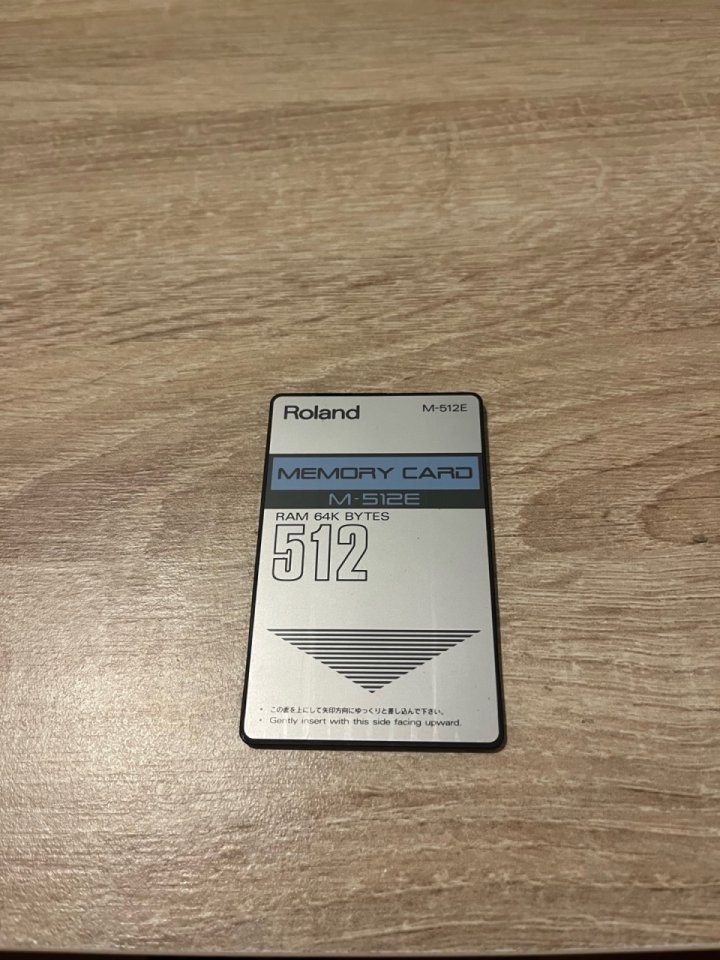 Roland M-512E
MEMORY CARD
M-512E
RAM 64K BYTES
512
・ この面を上にして矢印方向にゆっくりと差し込んで下さい。
・ Gently insert with this side facing upward.